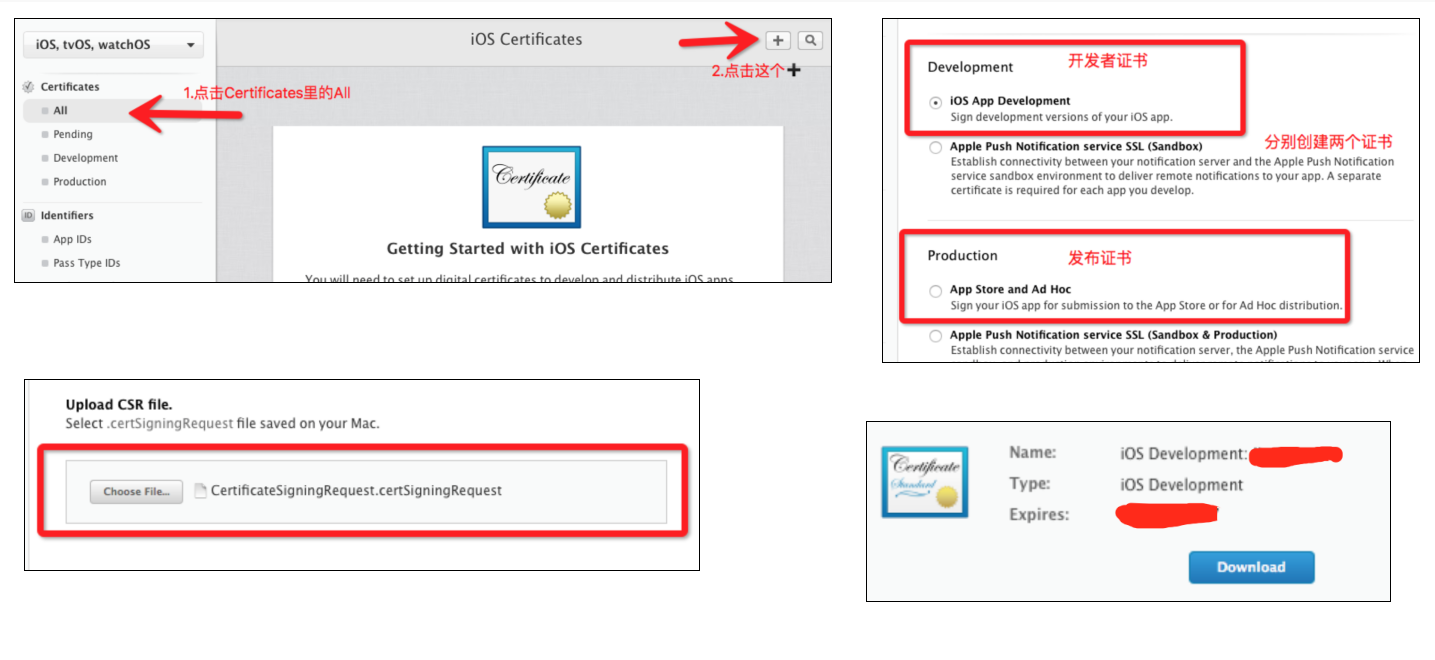 iOS, tvOS, watchOS
iOS Certificates
2.点击这个+
Certificates
1.点击Certificates里的All
All
Pending
Development
Production
ID
Identifiers
App IDs
Pass Type IDs
Certificate
Getting Started with iOS Certificates
You will need to set up digital certificates to develop and distribute iOS apps.
Development
开发者证书
iOS App Development
Sign development versions of your iOS app.
分别创建两个证书
Apple Push Notification service SSL (Sandbox)
Establish connectivity between your notification server and the Apple Push Notification
service sandbox environment to deliver remote notifications to your app. A separate
certificate is required for each app you develop.
Production
发布证书
App Store and Ad Hoc
Sign your iOS app for submission to the App Store or for Ad Hoc distribution.
Apple Push Notification service SSL (Sandbox & Production)
Establish connectivity between your notification server, the Apple Push Notification service
Upload CSR file.
Select .certSigningRequest file saved on your Mac.
Choose File...
CertificateSigningRequest.certSigningRequest
Certificate
Standard
Name:
iOS Development:
Type:
iOS Development
Expires:
Download